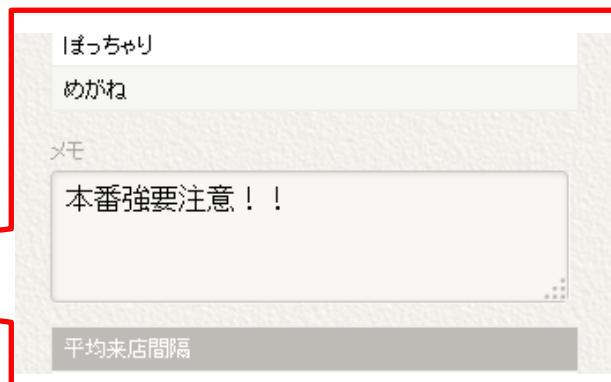 ぽっちゃり
めがね
メモ
本番強要注意！！
平均来店間隔